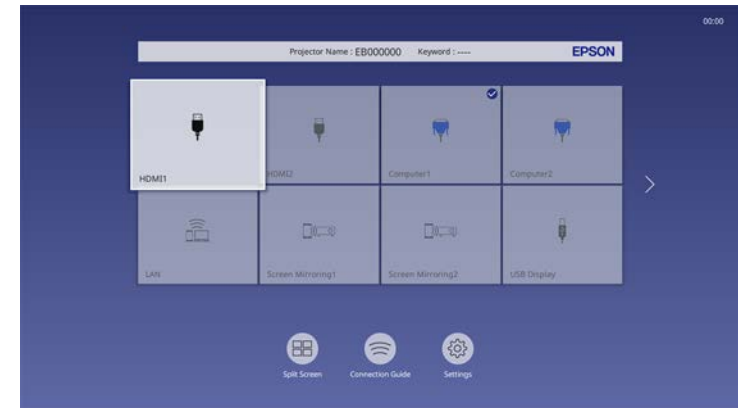 00:00
Projector Name : EB000000 Keyword : ---- EPSON
HDMI1 HDMI2 Computer1 Computer2
LAN Screen Mirroring1 Screen Mirroring2 USB Display
Split Screen Connection Guide Settings